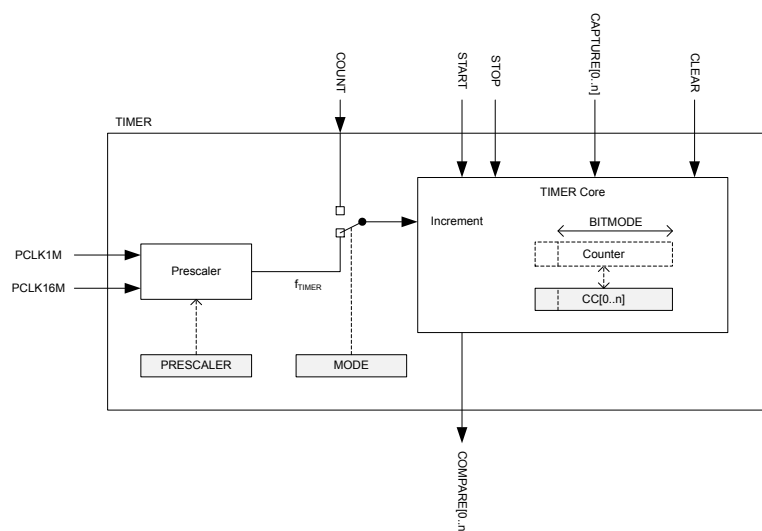 COUNT
START
STOP
CAPTURE[0..n]
CLEAR
TIMER
TIMER Core
Increment
BITMODE
Counter
CC[0..n]
PCLK1M
PCLK16M
Prescaler
fTIMER
PRESCALER
MODE
COMPARE[0..n